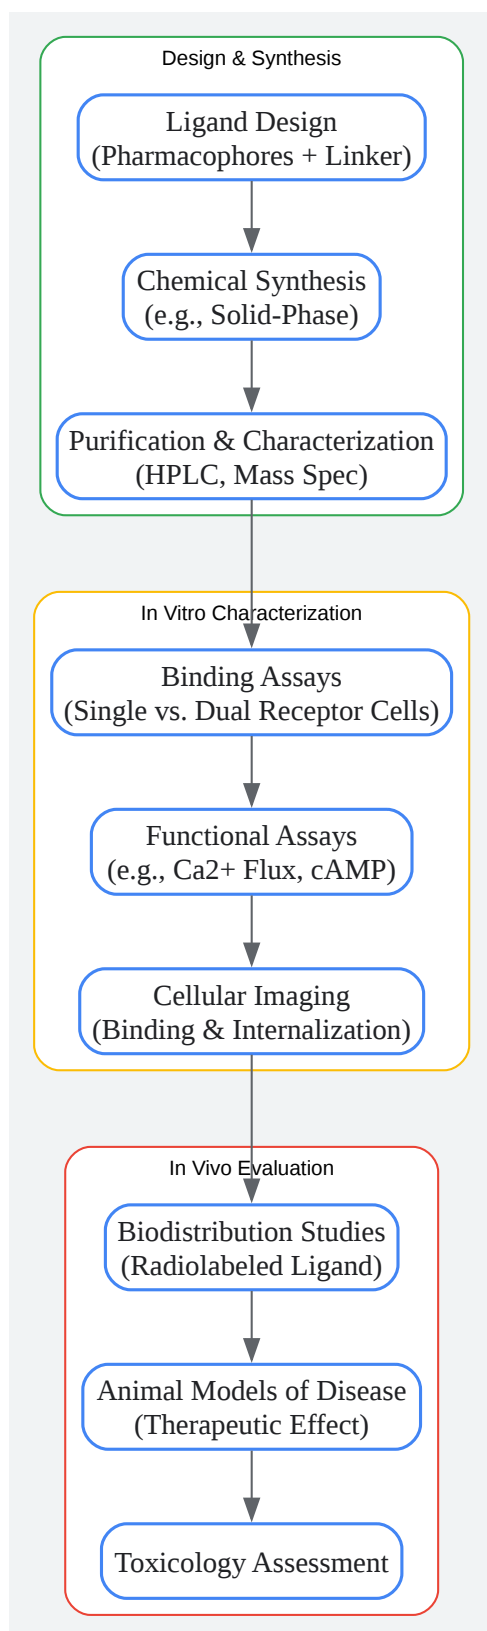 Design & Synthesis
Ligand Design
(Pharmacophores + Linker)
Chemical Synthesis
(e.g., Solid-Phase)
Purification & Characterization
(HPLC, Mass Spec)
In Vitro Characterization
Binding Assays
(Single vs. Dual Receptor Cells)
Functional Assays
(e.g., Ca2+ Flux, cAMP)
Cellular Imaging
(Binding & Internalization)
In Vivo Evaluation
Biodistribution Studies
(Radiolabeled Ligand)
Animal Models of Disease
(Therapeutic Effect)
Toxicology Assessment